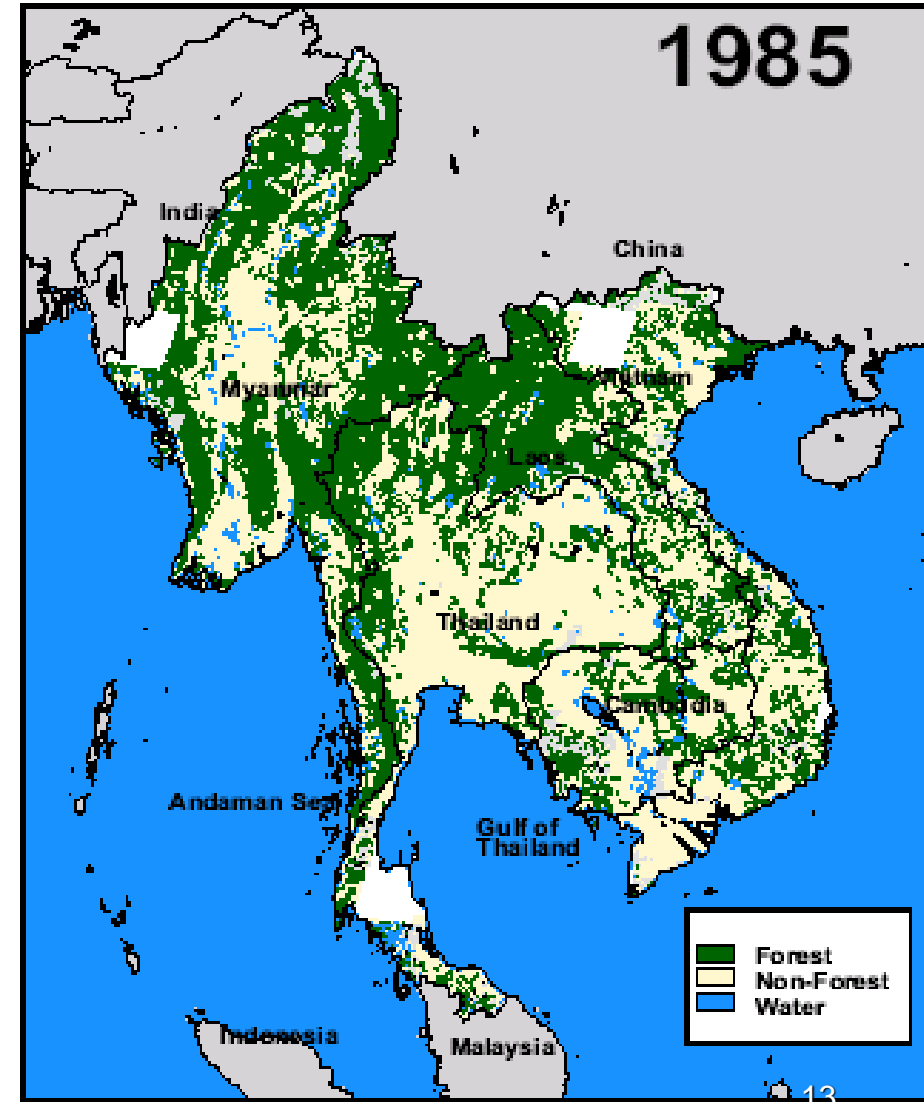 1985
India
China
Myanmar
Vietnam
Laos
Thailand
Cambodia
Andaman Sea
Gulf of
Thailand
Forest
Non-Forest
Water
Indonesia
Malaysia
13